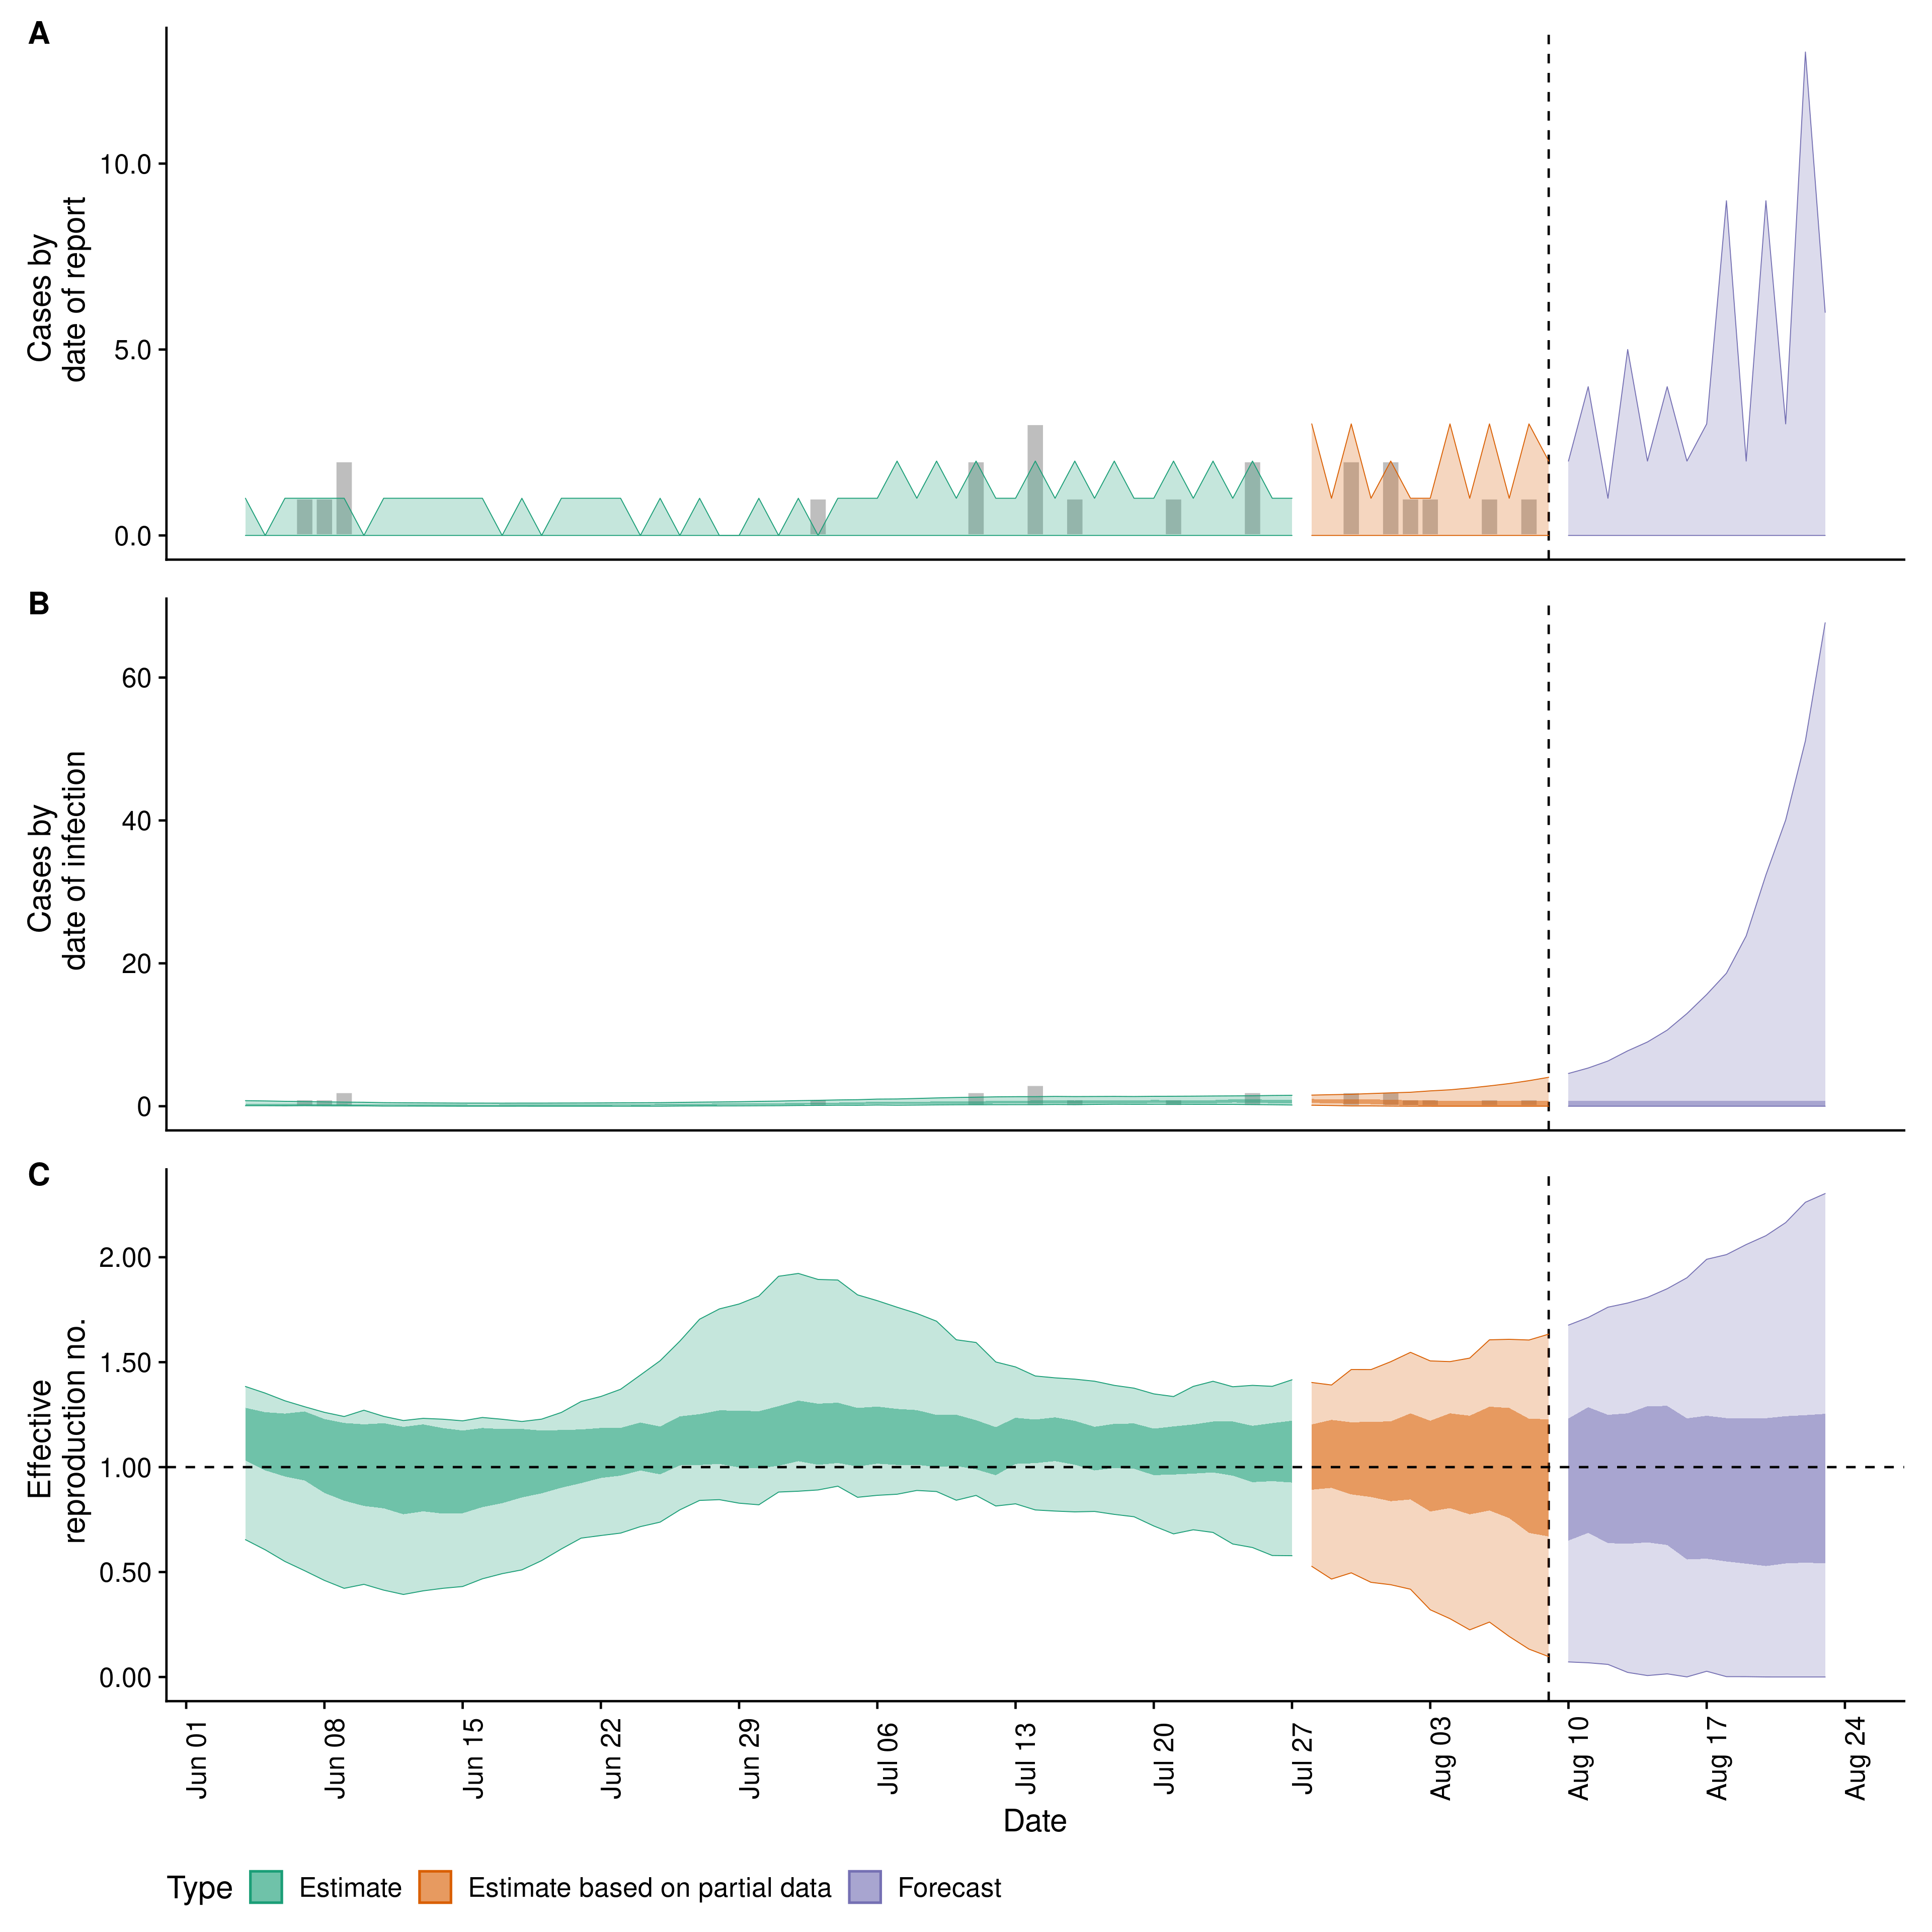 A
Cases by
date of report
10.0
5.0
0.0
B
Cases by
date of infection
60
40
20
0
C
Effective
reproduction no.
2.00
1.50
1.00
0.50
0.00
Jun 01
Jun 08
Jun 15
Jun 22
Jun 29
Jul 06
Jul 13
Jul 20
Jul 27
Aug 03
Aug 10
Aug 17
Aug 24
Date
Type Estimate Estimate based on partial data Forecast